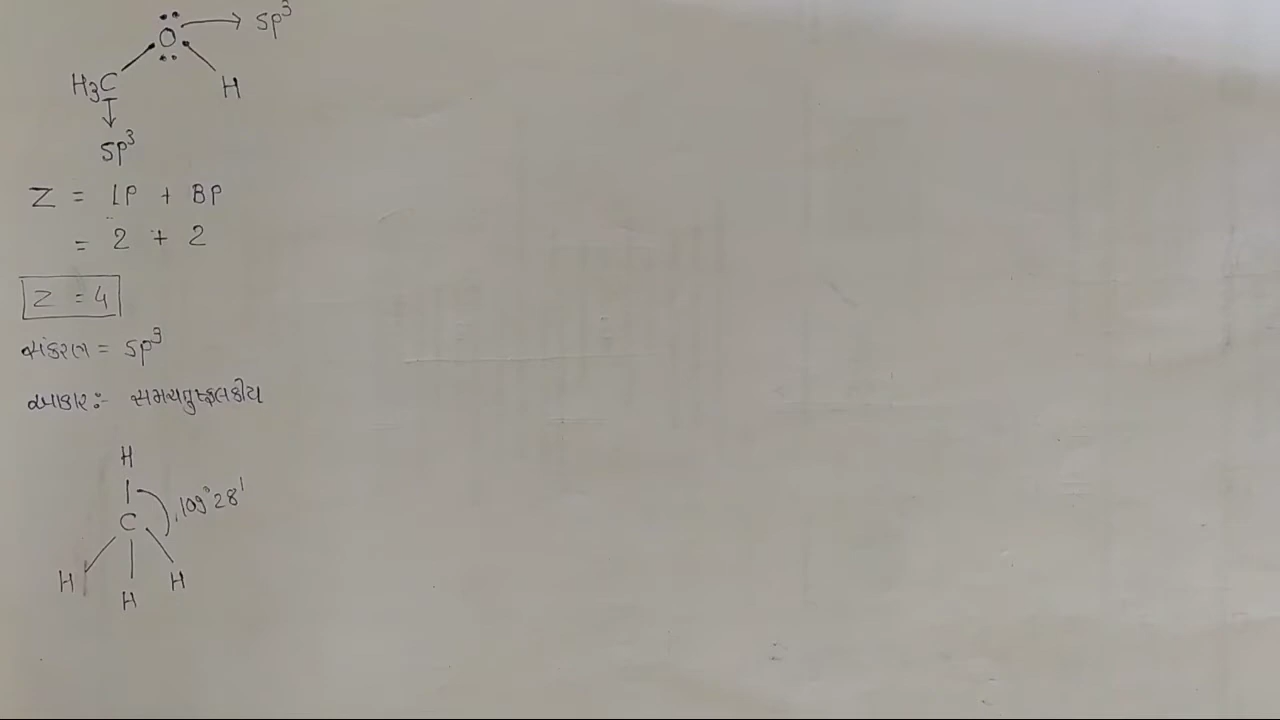 O → sp³
H₃C H
↓
sp³
Z = LP + BP
= 2 + 2
Z = 4
સંકરણ = sp³
આકાર :- સમચતુષ્ફલકીય
H
C 109°28'
H H
H